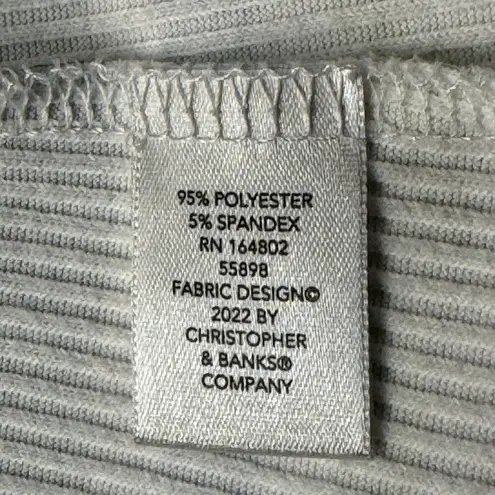 95% POLYESTER
5% SPANDEX
RN 164802
55898
FABRIC DESIGN©
2022 BY
CHRISTOPHER
& BANKS®
COMPANY